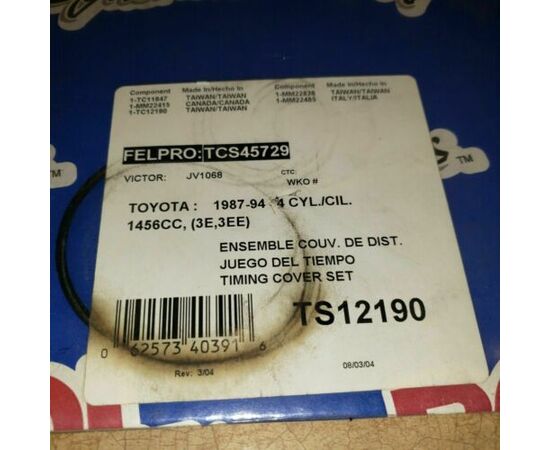 Component Made In/Hecho In Component Made In/Hecho In
1-TC11847 TAIWAN/TAIWAN 1-MM22838 TAIWAN/TAIWAN
1-MM22415 CANADA/CANADA 1-MM22485 ITALY/ITALIA
1-TC12180 TAIWAN/TAIWAN
FELPRO:TCS45729
VICTOR: JV1068 CTC
WKO #
TOYOTA : 1987-94 : 4 CYL./CIL.
1456CC, (3E,3EE)
ENSEMBLE COUV. DE DIST.
JUEGO DEL TIEMPO
TIMING COVER SET
TS12190
0 62573 40391 6
Rev: 3/04
08/03/04